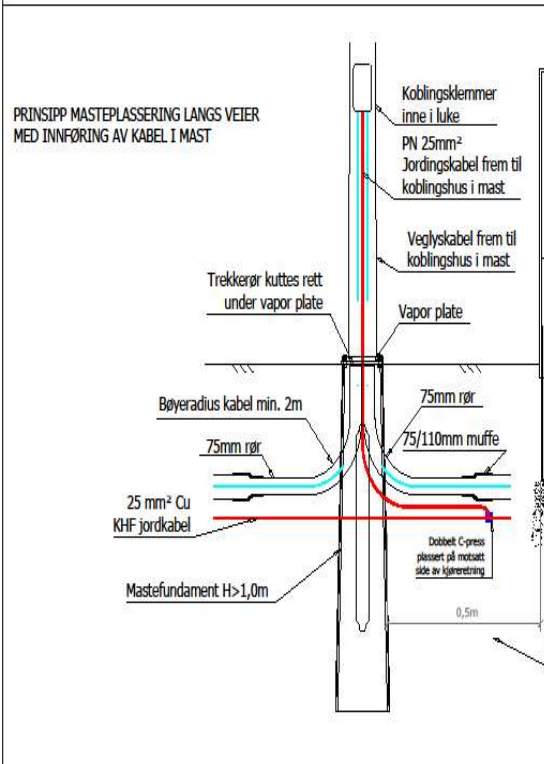 PRINSIPP MASTEPLASSERING LANGS VEIER
MED INNFØRING AV KABEL I MAST
Koblingsklemmer
inne i luke
PN 25mm²
Jordingskabel frem til
koblingshus i mast
Veglyskabel frem til
koblingshus i mast
Trekkerør kuttes rett
under vapor plate
Vapor plate
Bøyeradius kabel min. 2m
75mm rør
75mm rør
75/110mm muffe
25 mm² Cu
KHF jordkabel
Dobbelt C-press
plassert på motsatt
side av kjøreretning
Mastefundament H>1,0m
0,5m